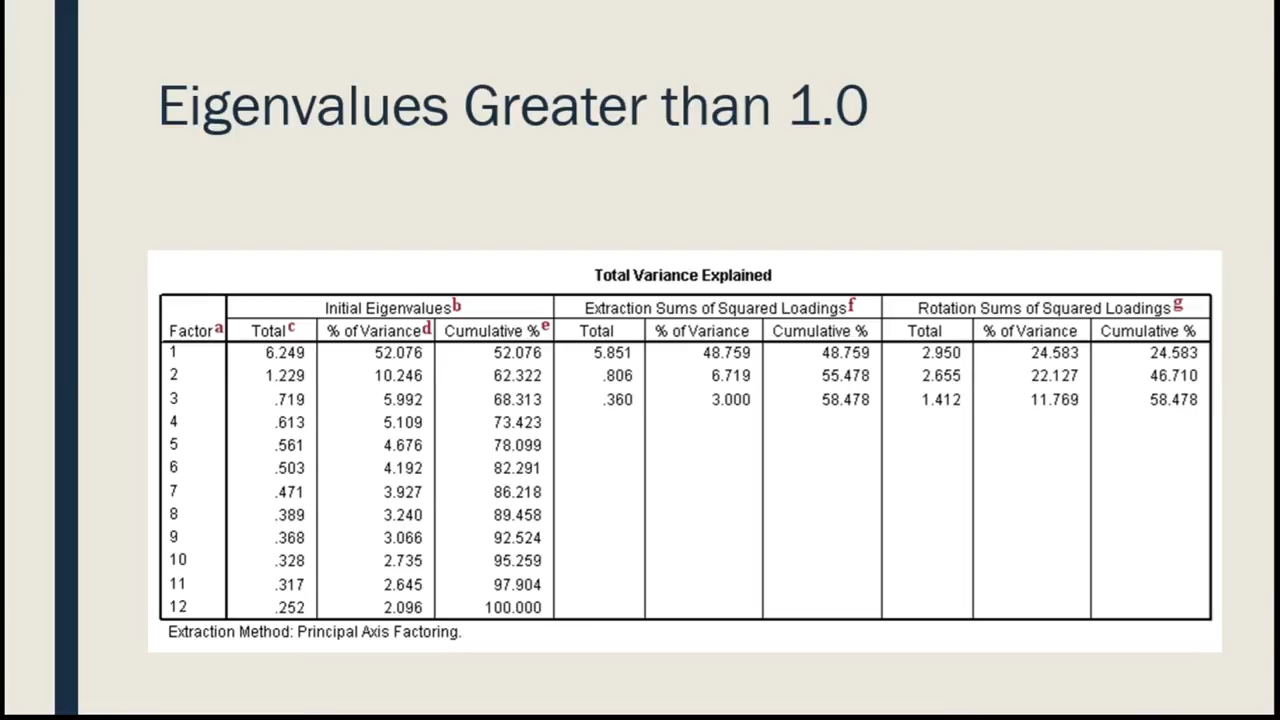 Eigenvalues Greater than 1.0
Total Variance Explained
Initial Eigenvaluesb Extraction Sums of Squared Loadingsf Rotation Sums of Squared Loadingsg
Factora Totalc % of Varianced Cumulative %e Total % of Variance Cumulative % Total % of Variance Cumulative %
1 6.249 52.076 52.076 5.851 48.759 48.759 2.950 24.583 24.583
2 1.229 10.246 62.322 .806 6.719 55.478 2.655 22.127 46.710
3 .719 5.992 68.313 .360 3.000 58.478 1.412 11.769 58.478
4 .613 5.109 73.423
5 .561 4.676 78.099
6 .503 4.192 82.291
7 .471 3.927 86.218
8 .389 3.240 89.458
9 .368 3.066 92.524
10 .328 2.735 95.259
11 .317 2.645 97.904
12 .252 2.096 100.000
Extraction Method: Principal Axis Factoring.